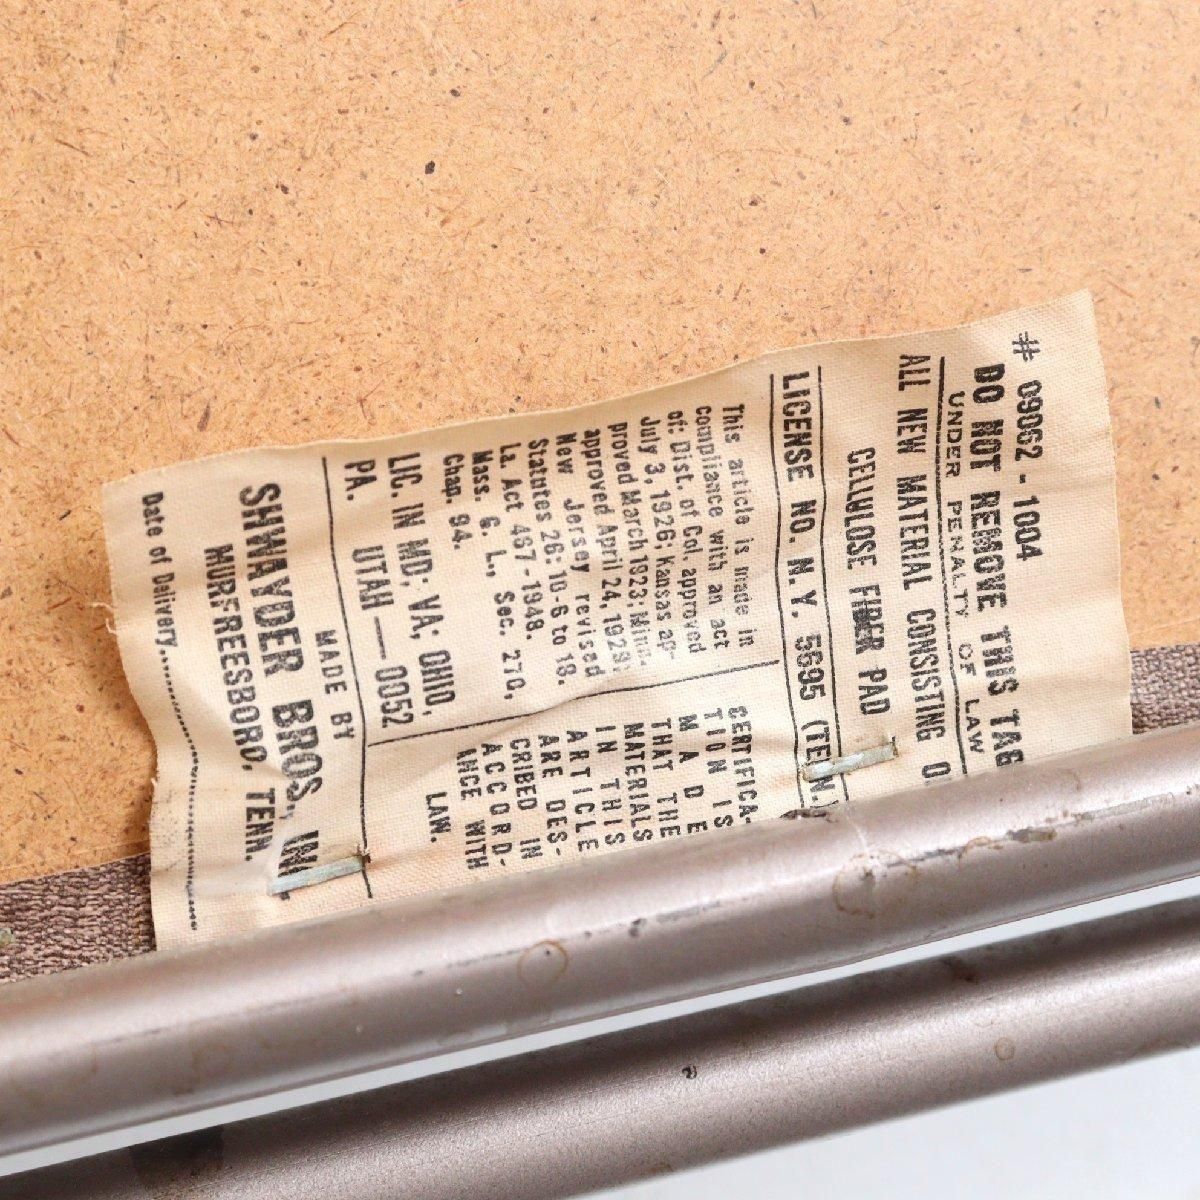 # 09062-1004
DO NOT REMOVE THIS TAG
UNDER PENALTY OF LAW
ALL NEW MATERIAL CONSISTING
CELLULOSE FIBER PAD
LICENSE NO. N. Y. 5695 (TENN.)
This article is made in
compliance with an act
of: Dist. of Col. approved
July 3, 1926; Kansas ap-
proved March 1923; Minn.
approved April 24, 1929;
New Jersey revised
Statutes 26:10-6 to 18.
La. Act 467-1948.
Mass. G. L., Sec. 270,
Chap. 94.
CERTIFICA-
TION IS
MADE
THAT THE
MATERIALS
IN THIS
ARTICLE
ARE DES-
CRIBED IN
ACCORD-
ANCE WITH
LAW.
LIC. IN MD; VA; OHIO,
PA. UTAH — 0052
MADE BY
SHWAYDER BROS., IN
MURFREESBORO, TENN.
Date of Delivery